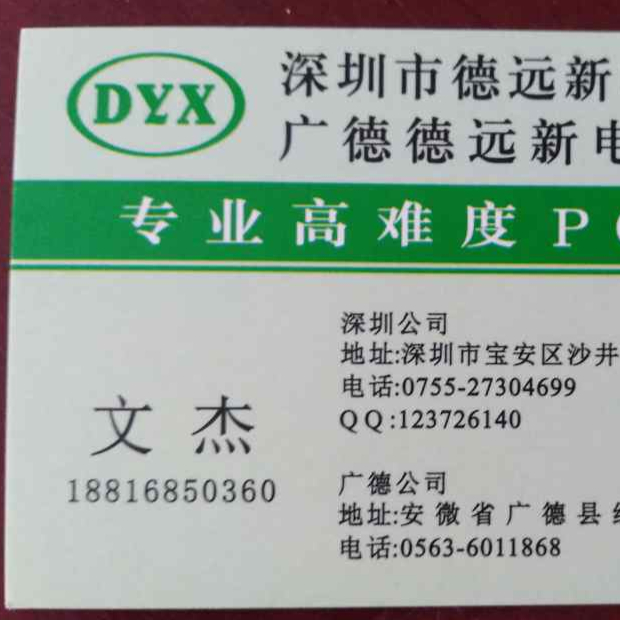 DYX
深圳市德远新
广德德远新电
专业高难度P
文杰
18816850360
深圳公司
地址:深圳市宝安区沙井
电话:0755-27304699
QQ:123726140
广德公司
地址:安微省广德县
电话:0563-6011868